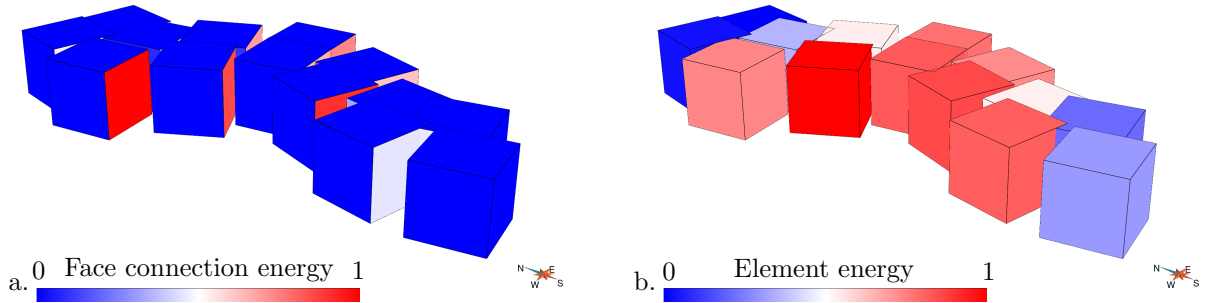 a. 0 Face connection energy 1
N E
W S
b. 0 Element energy 1
N E
W S